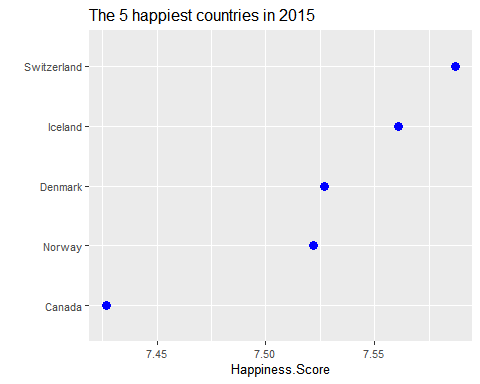 The 5 happiest countries in 2015
Switzerland
Iceland
Denmark
Norway
Canada
7.45 7.50 7.55
Happiness.Score